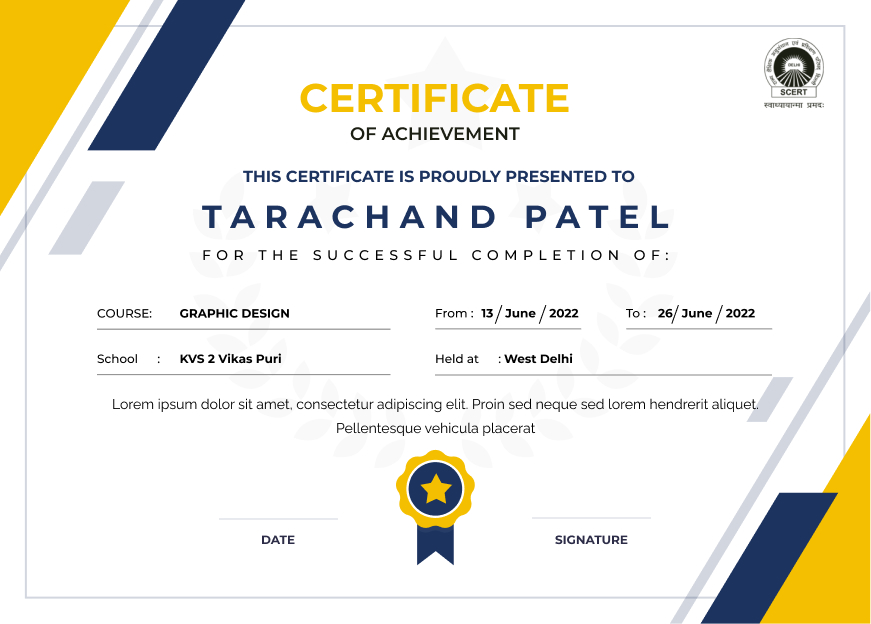 CERTIFICATE
OF ACHIEVEMENT
DELHI
SCERT
स्वाध्यायान्मा प्रमदः
THIS CERTIFICATE IS PROUDLY PRESENTED TO
TARACHAND PATEL
FOR THE SUCCESSFUL COMPLETION OF:
COURSE: GRAPHIC DESIGN From : 13 / June / 2022 To : 26 / June / 2022
School : KVS 2 Vikas Puri Held at : West Delhi
Lorem ipsum dolor sit amet, consectetur adipiscing elit. Proin sed neque sed lorem hendrerit aliquet.
Pellentesque vehicula placerat
DATE SIGNATURE